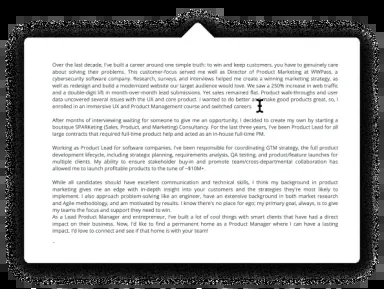 Over the last decade, I've built a career around one simple truth: to win and keep customers, you have to genuinely care
about solving their problems. This customer-focus served me well as Director of Product Marketing at WWPass, a
cybersecurity software company. Research, surveys, and interviews helped me create a winning marketing strategy, as
well as redesign and build a modernized website our target audience would love. We saw a 250% increase in web traffic
and a double-digit lift in month-over-month lead submissions. Yet sales remained flat. Product walk-throughs and user
data uncovered several issues with the UX and core product. I wanted to do better and make good products great, so, I
enrolled in an immersive UX and Product Management course and switched careers.
After months of interviewing waiting for someone to give me an opportunity, I decided to create my own by starting a
boutique SPARKeting (Sales, Product, and Marketing) Consultancy. For the last three years, I've been Product Lead for all
large contracts that required full-time product help and acted as an in-house full-time PM.
Working as Product Lead for software companies, I've been responsible for coordinating GTM strategy, the full product
development lifecycle, including strategic planning, requirements analysis, QA testing, and product/feature launches for
multiple clients. My ability to ensure stakeholder buy-in and promote team/cross-departmental collaboration has
allowed me to launch profitable products to the tune of ~$10M+.
While all candidates should have excellent communication and technical skills, I think my background in product
marketing gives me an edge with in-depth insight into your customers and the strategies they're most likely to
implement. I also approach problem-solving like an engineer, have an extensive background in both market research
and Agile methodology, and am motivated by results. I know there's no place for ego; my primary goal, always, is to give
my teams the focus and support they need to win.
As a Lead Product Manager and entrepreneur, I've built a lot of cool things with smart clients that have had a direct
impact on their business. Now, I'd like to find a permanent home as a Product Manager where I can have a lasting
impact. I'd love to connect and see if that home is with your team!